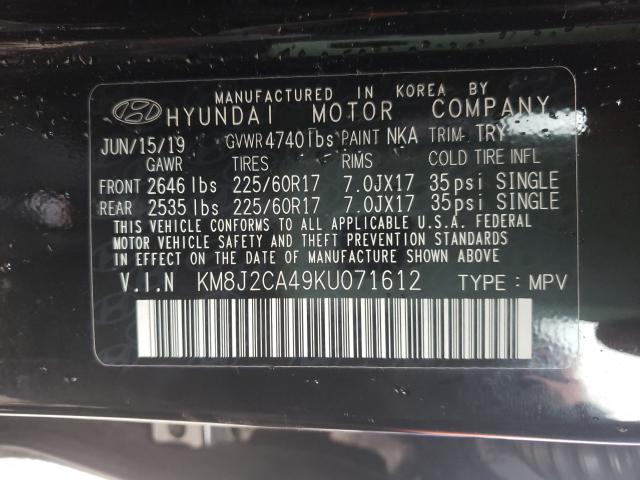 MANUFACTURED IN KOREA BY
HYUNDAI MOTOR COMPANY
JUN/15/19 GVWR 4740lbs PAINT NKA TRIM TRY
GAWR TIRES RIMS COLD TIRE INFL
FRONT 2646 lbs 225/60R17 7.0JX17 35psi SINGLE
REAR 2535 lbs 225/60R17 7.0JX17 35psi SINGLE
THIS VEHICLE CONFORMS TO ALL APPLICABLE U.S.A. FEDERAL
MOTOR VEHICLE SAFETY AND THEFT PREVENTION STANDARDS
IN EFFECT ON THE DATE OF MANUFACTURE SHOWN ABOVE
V.I.N KM8J2CA49KU071612 TYPE : MPV